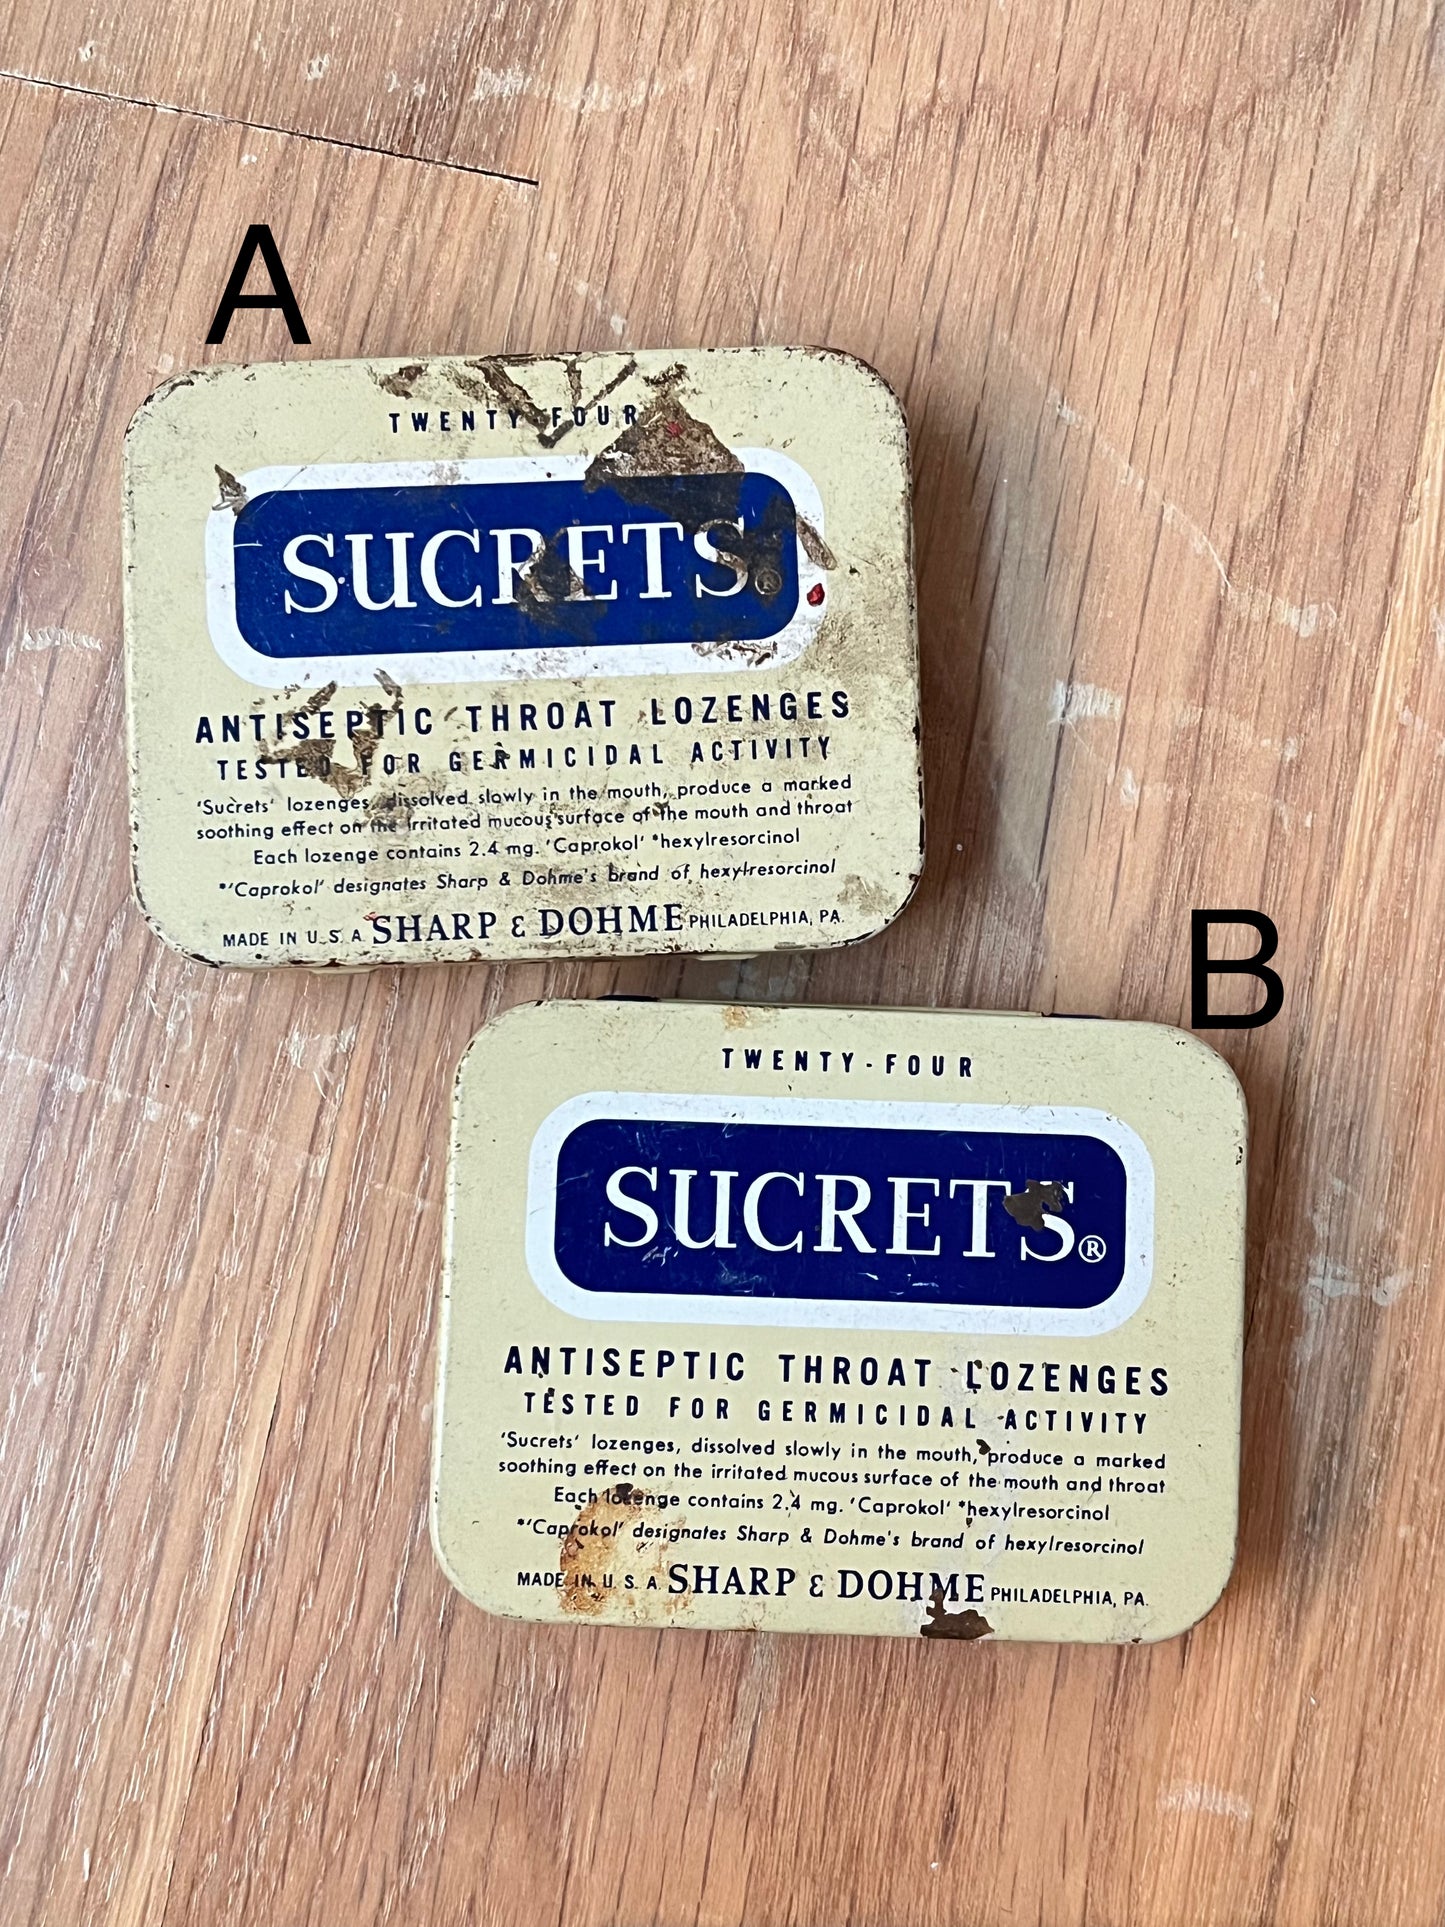 A
TWENTY-FOUR
SUCRETS®
ANTISEPTIC THROAT LOZENGES
TESTED FOR GERMICIDAL ACTIVITY
'Sucrets' lozenges, dissolved slowly in the mouth, produce a marked
soothing effect on the irritated mucous surface of the mouth and throat
Each lozenge contains 2.4 mg. 'Caprokol' *hexylresorcinol
*'Caprokol' designates Sharp & Dohme's brand of hexylresorcinol
MADE IN U. S. A. SHARP & DOHME PHILADELPHIA, PA.
B
TWENTY-FOUR
SUCRETS®
ANTISEPTIC THROAT LOZENGES
TESTED FOR GERMICIDAL ACTIVITY
'Sucrets' lozenges, dissolved slowly in the mouth, produce a marked
soothing effect on the irritated mucous surface of the mouth and throat
Each lozenge contains 2.4 mg. 'Caprokol' *hexylresorcinol
*'Caprokol' designates Sharp & Dohme's brand of hexylresorcinol
MADE IN U. S. A. SHARP & DOHME PHILADELPHIA, PA.